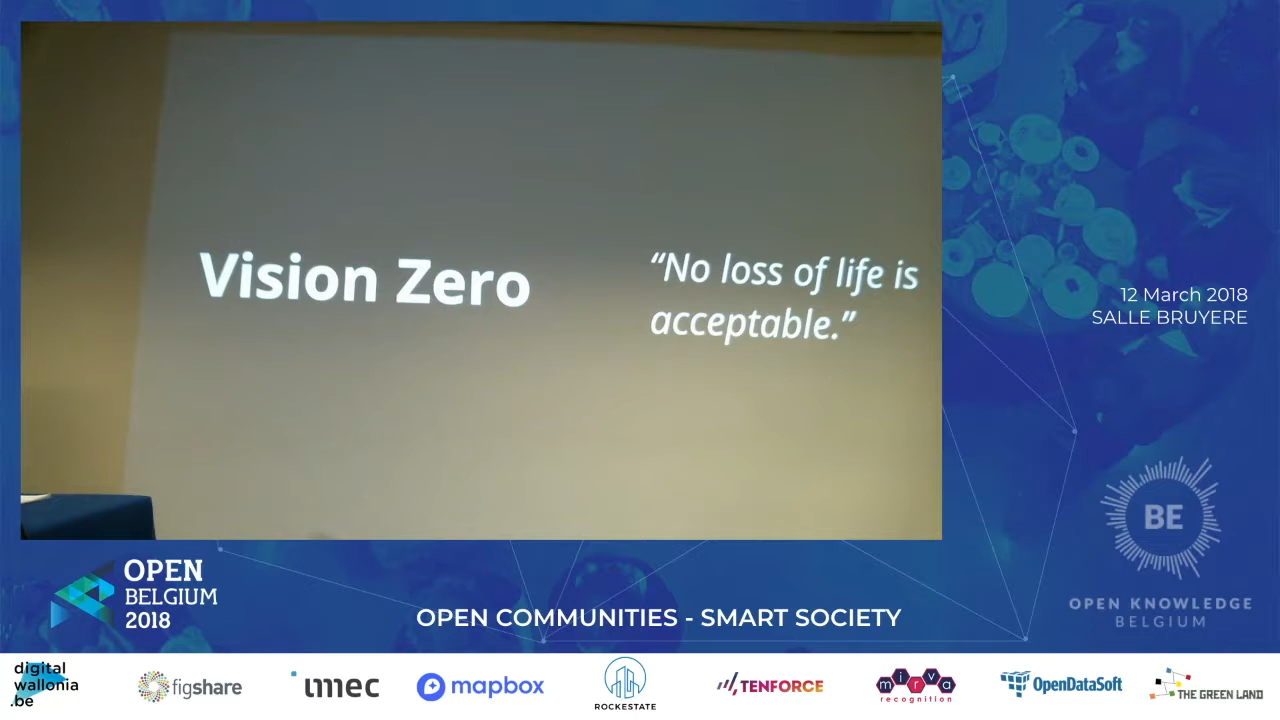 Vision Zero
“No loss of life is
acceptable.”
12 March 2018
SALLE BRUYERE
BE
OPEN KNOWLEDGE
BELGIUM
OPEN
BELGIUM
2018
OPEN COMMUNITIES - SMART SOCIETY
digital
wallonia
.be
figshare
imec
mapbox
ROCKESTATE
TENFORCE
mirva
recognition
OpenDataSoft
THE GREEN LAND